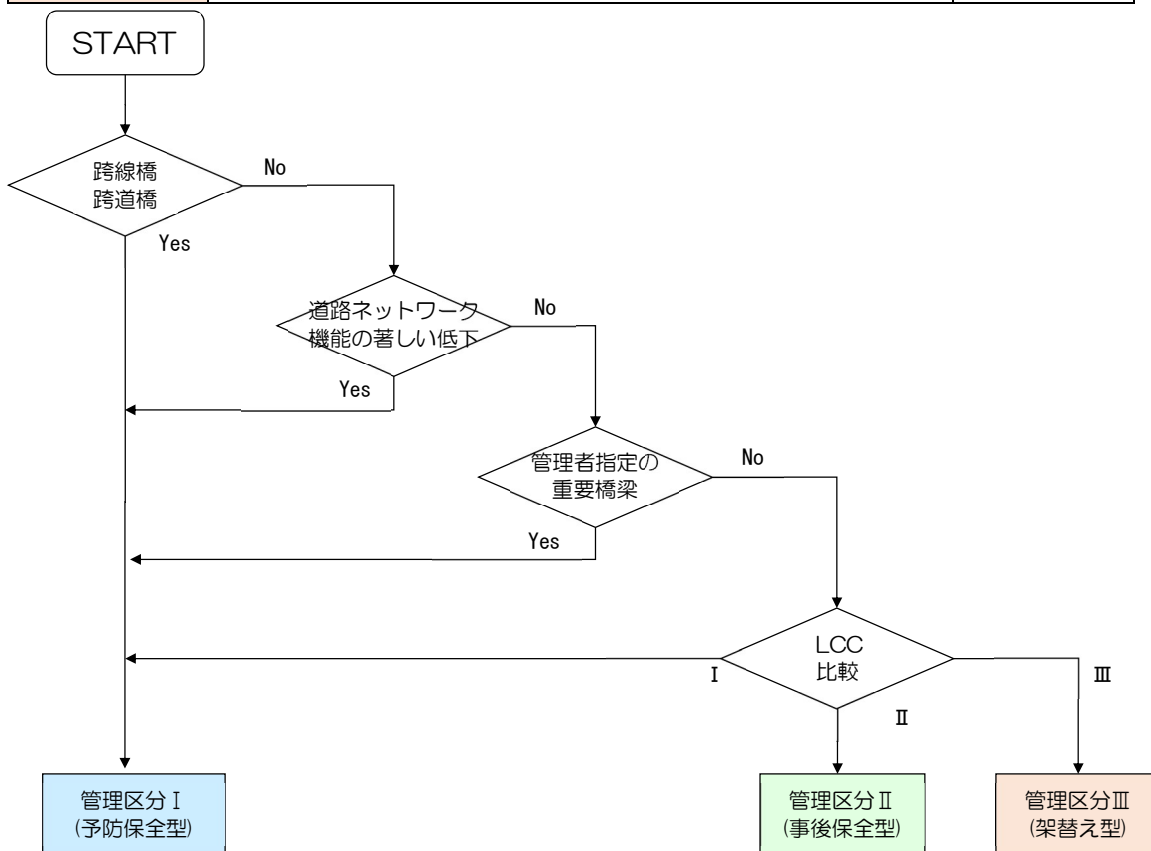 START
跨線橋
跨道橋
No
Yes
道路ネットワーク
機能の著しい低下
No
Yes
管理者指定の
重要橋梁
No
Yes
LCC
比較
Ⅰ
Ⅱ
Ⅲ
管理区分Ⅰ
(予防保全型)
管理区分Ⅱ
(事後保全型)
管理区分Ⅲ
(架替え型)